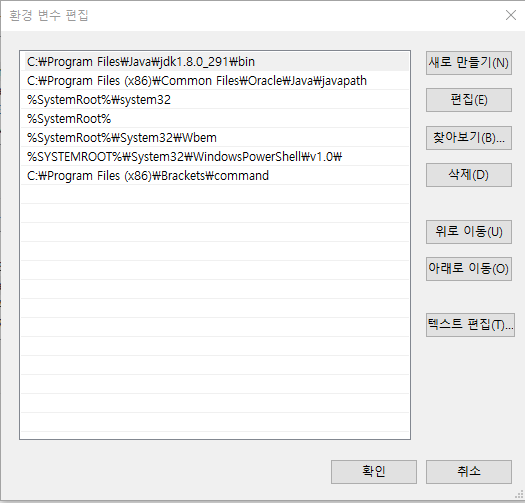 환경 변수 편집
C:₩Program Files₩Java₩jdk1.8.0_291₩bin
C:₩Program Files (x86)₩Common Files₩Oracle₩Java₩javapath
%SystemRoot%₩system32
%SystemRoot%
%SystemRoot%₩System32₩Wbem
%SYSTEMROOT%₩System32₩WindowsPowerShell₩v1.0₩
C:₩Program Files (x86)₩Brackets₩command
새로 만들기(N)
편집(E)
찾아보기(B)...
삭제(D)
위로 이동(U)
아래로 이동(O)
텍스트 편집(T)...
확인
취소